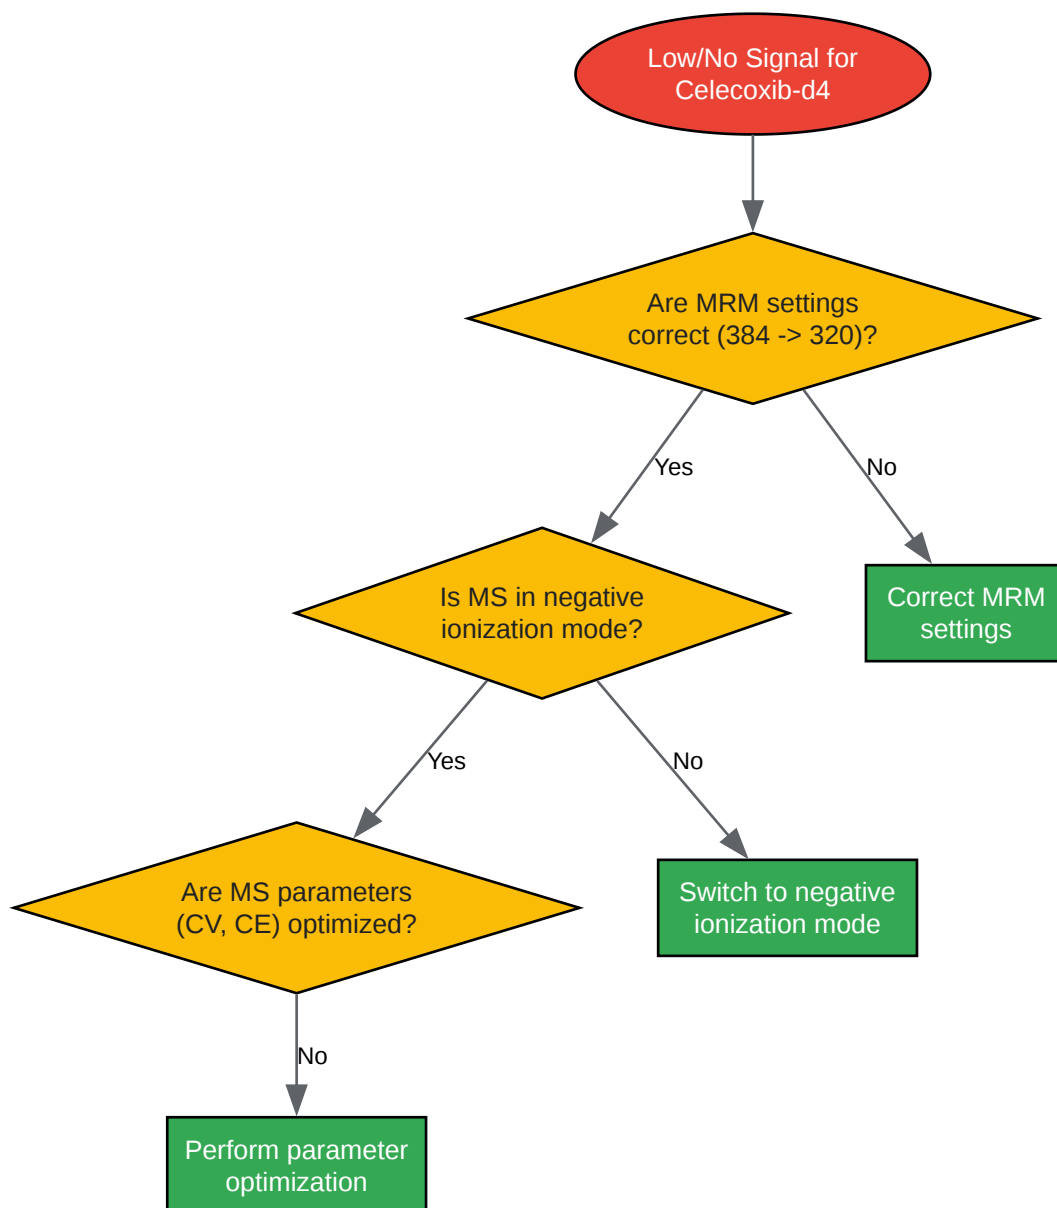 Low/No Signal for
Celecoxib-d4
Are MRM settings
correct (384 -> 320)?
Yes
No
Is MS in negative
ionization mode?
Correct MRM
settings
Yes
No
Are MS parameters
(CV, CE) optimized?
Switch to negative
ionization mode
No
Perform parameter
optimization